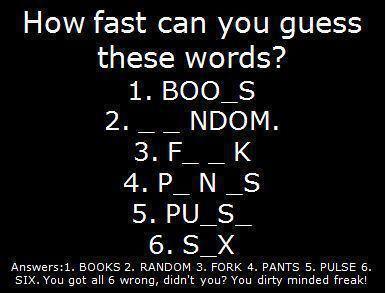 How fast can you guess
these words?
1. BOO_S
2. _ _ NDOM.
3. F_ _ K
4. P_ N _S
5. PU_S_
6. S_X
Answers:1. BOOKS 2. RANDOM 3. FORK 4. PANTS 5. PULSE 6.
SIX. You got all 6 wrong, didn't you? You dirty minded freak!